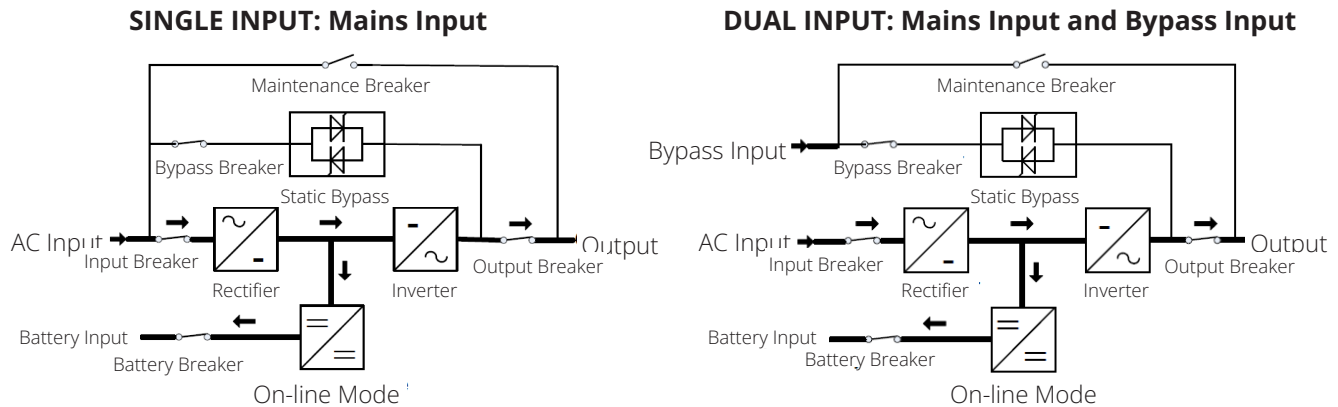 SINGLE INPUT: Mains Input
Maintenance Breaker
Bypass Breaker
Static Bypass
AC Input
Input Breaker
Rectifier
Inverter
Output Breaker
Output
Battery Input
Battery Breaker
On-line Mode
DUAL INPUT: Mains Input and Bypass Input
Maintenance Breaker
Bypass Input
Bypass Breaker
Static Bypass
AC Input
Input Breaker
Rectifier
Inverter
Output Breaker
Output
Battery Input
Battery Breaker
On-line Mode